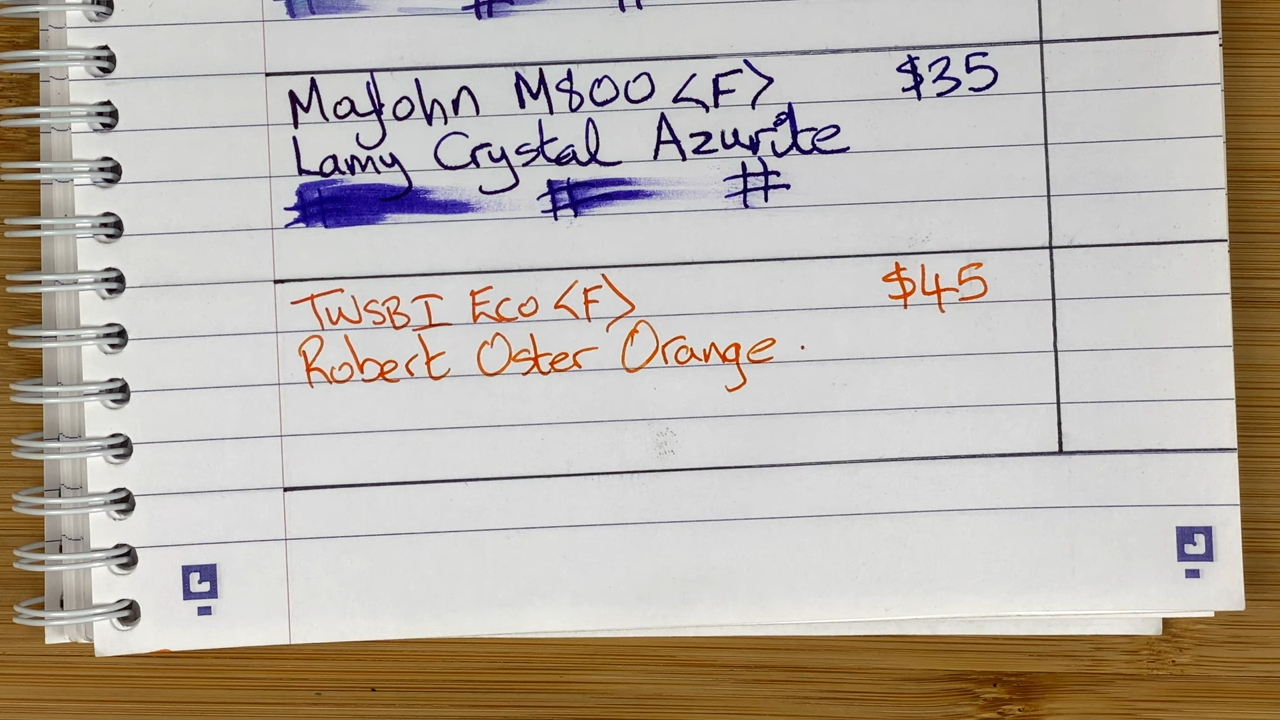 # #
Majohn M800 <F> $35
Lamy Crystal Azurite
# # #
TWSBI Eco <F> $45
Robert Oster Orange.